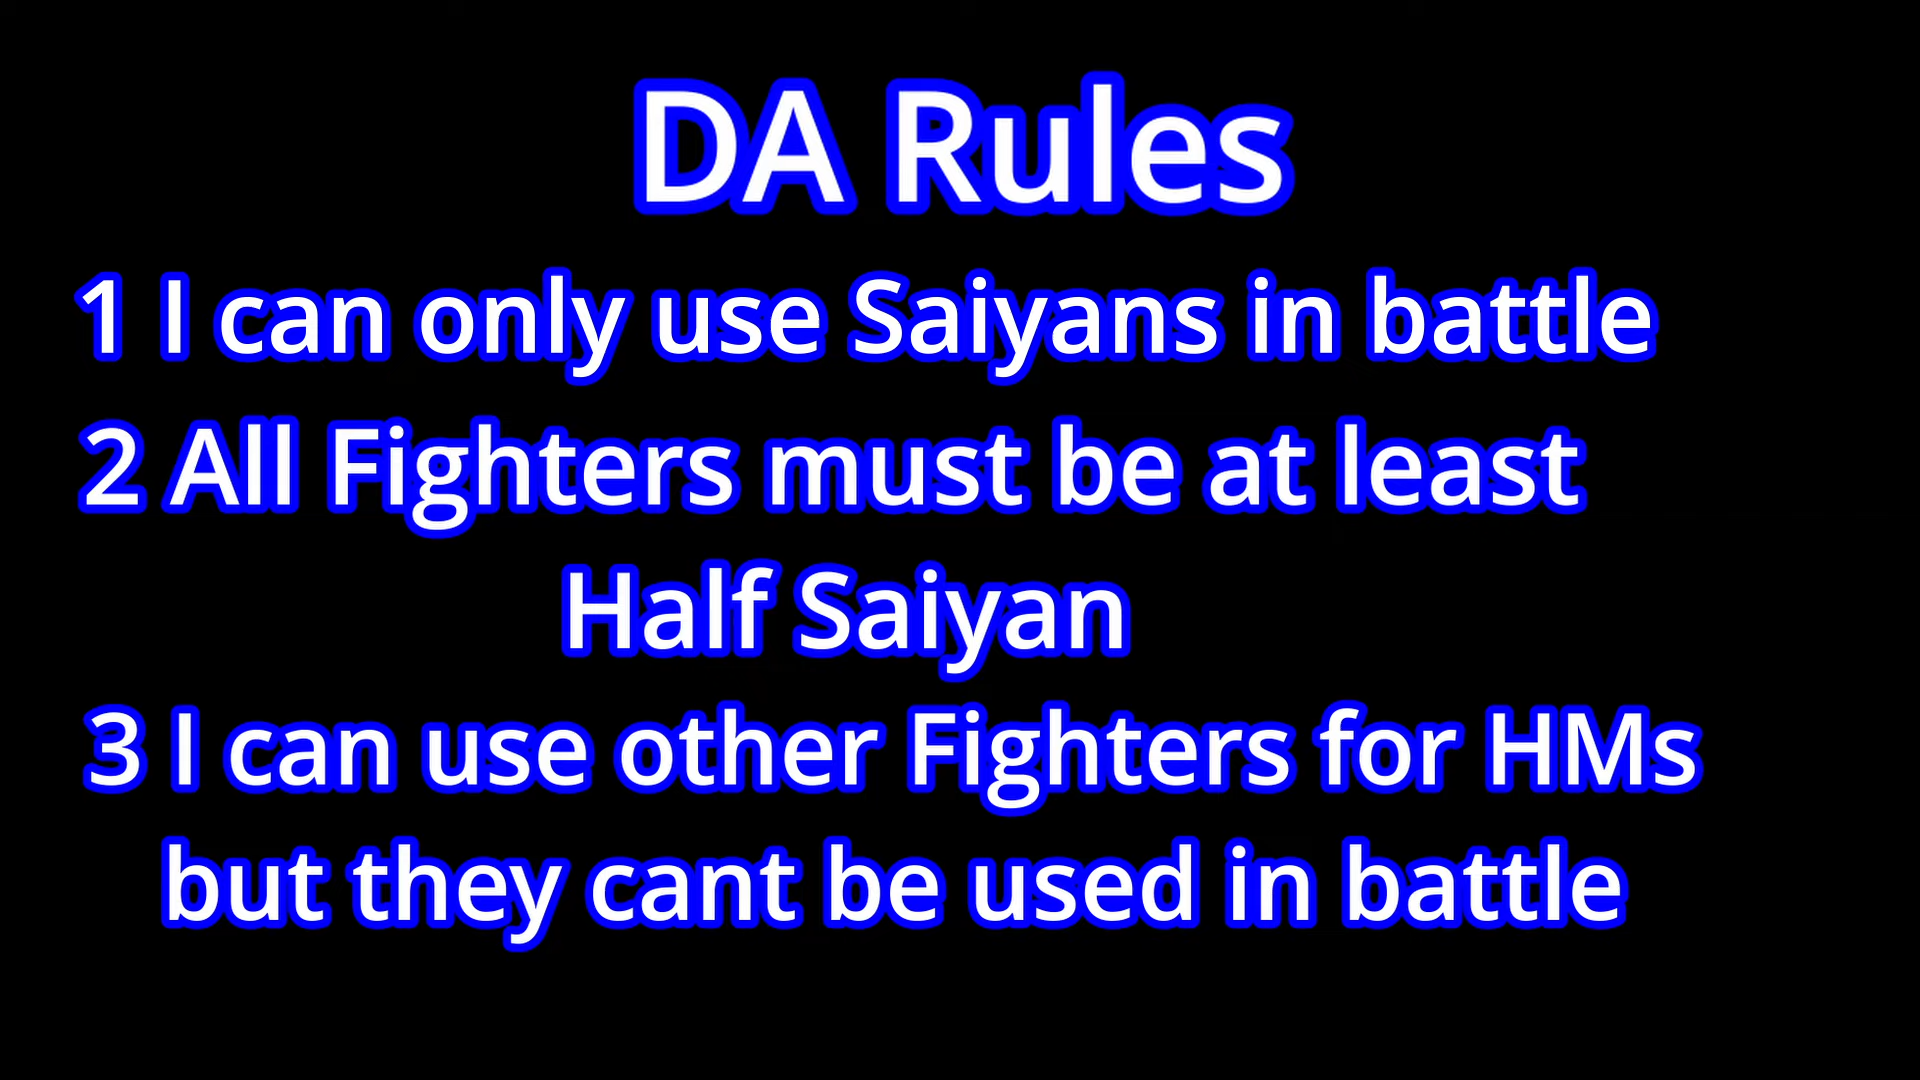 DA Rules
1 I can only use Saiyans in battle
2 All Fighters must be at least
Half Saiyan
3 I can use other Fighters for HMs
but they cant be used in battle